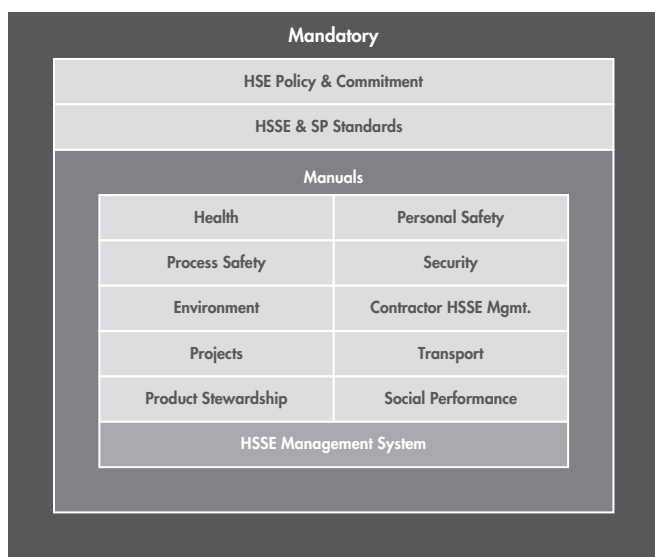 Mandatory
HSE Policy & Commitment
HSSE & SP Standards
Manuals
Health
Personal Safety
Process Safety
Security
Environment
Contractor HSSE Mgmt.
Projects
Transport
Product Stewardship
Social Performance
HSSE Management System